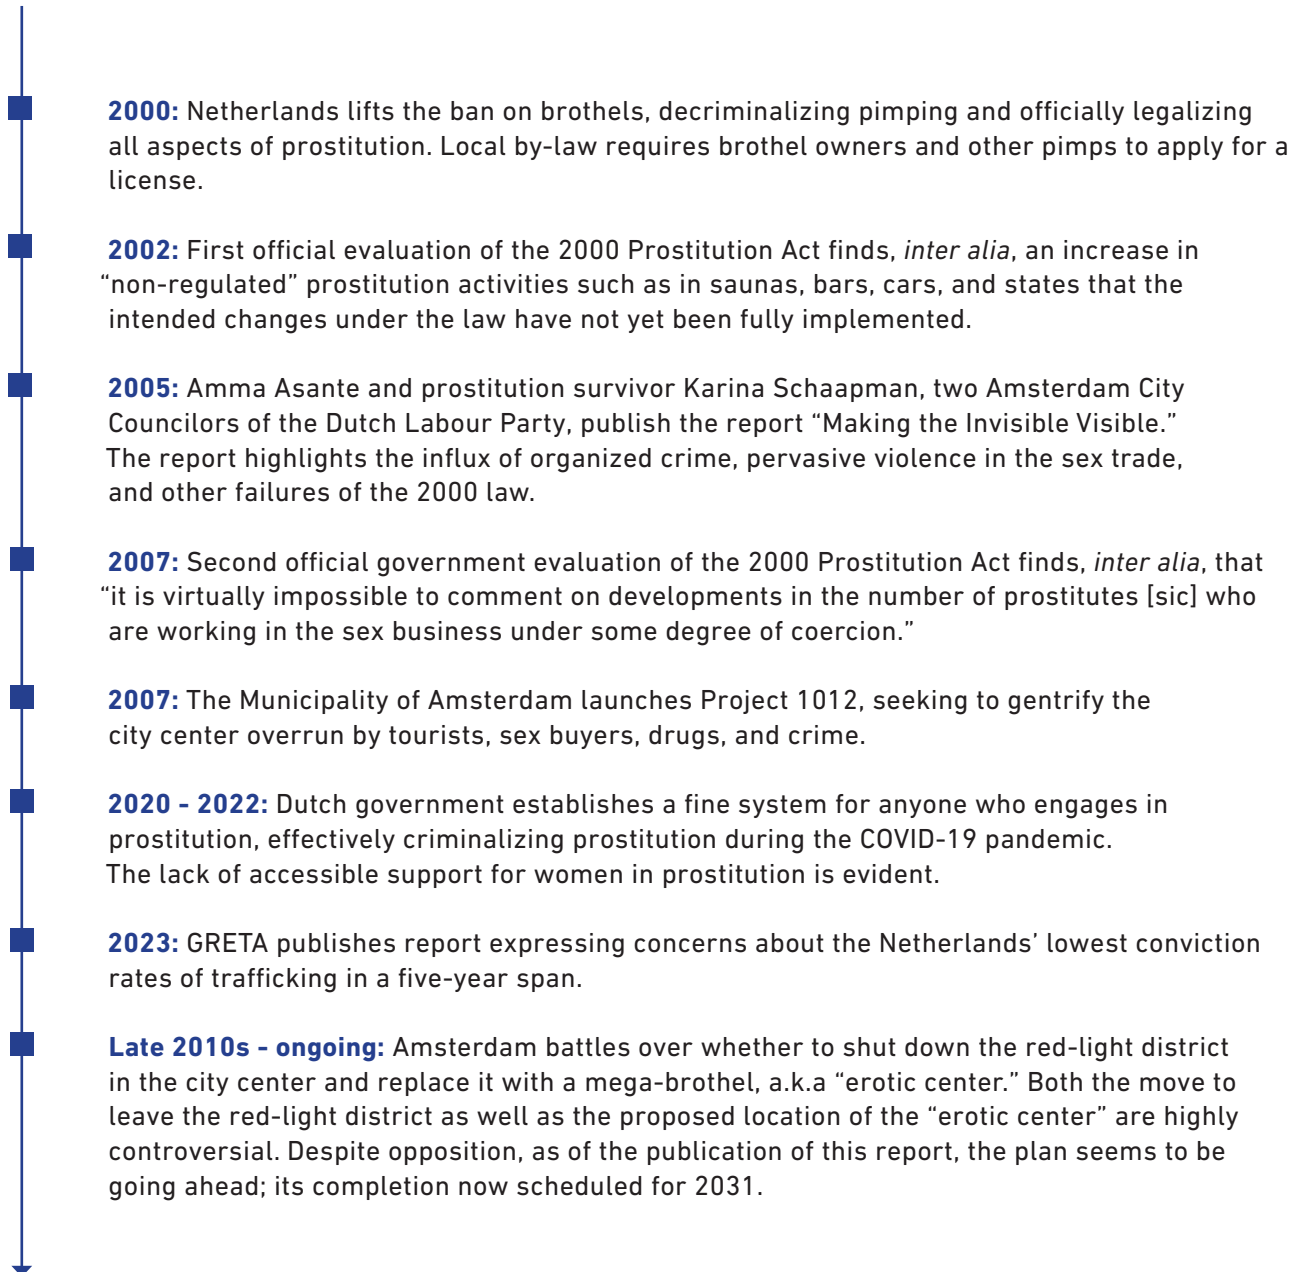 2000: Netherlands lifts the ban on brothels, decriminalizing pimping and officially legalizing
all aspects of prostitution. Local by-law requires brothel owners and other pimps to apply for a
license.
2002: First official evaluation of the 2000 Prostitution Act finds, inter alia, an increase in
“non-regulated” prostitution activities such as in saunas, bars, cars, and states that the
intended changes under the law have not yet been fully implemented.
2005: Amma Asante and prostitution survivor Karina Schaapman, two Amsterdam City
Councilors of the Dutch Labour Party, publish the report “Making the Invisible Visible.”
The report highlights the influx of organized crime, pervasive violence in the sex trade,
and other failures of the 2000 law.
2007: Second official government evaluation of the 2000 Prostitution Act finds, inter alia, that
“it is virtually impossible to comment on developments in the number of prostitutes [sic] who
are working in the sex business under some degree of coercion.”
2007: The Municipality of Amsterdam launches Project 1012, seeking to gentrify the
city center overrun by tourists, sex buyers, drugs, and crime.
2020 - 2022: Dutch government establishes a fine system for anyone who engages in
prostitution, effectively criminalizing prostitution during the COVID-19 pandemic.
The lack of accessible support for women in prostitution is evident.
2023: GRETA publishes report expressing concerns about the Netherlands’ lowest conviction
rates of trafficking in a five-year span.
Late 2010s - ongoing: Amsterdam battles over whether to shut down the red-light district
in the city center and replace it with a mega-brothel, a.k.a “erotic center.” Both the move to
leave the red-light district as well as the proposed location of the “erotic center” are highly
controversial. Despite opposition, as of the publication of this report, the plan seems to be
going ahead; its completion now scheduled for 2031.